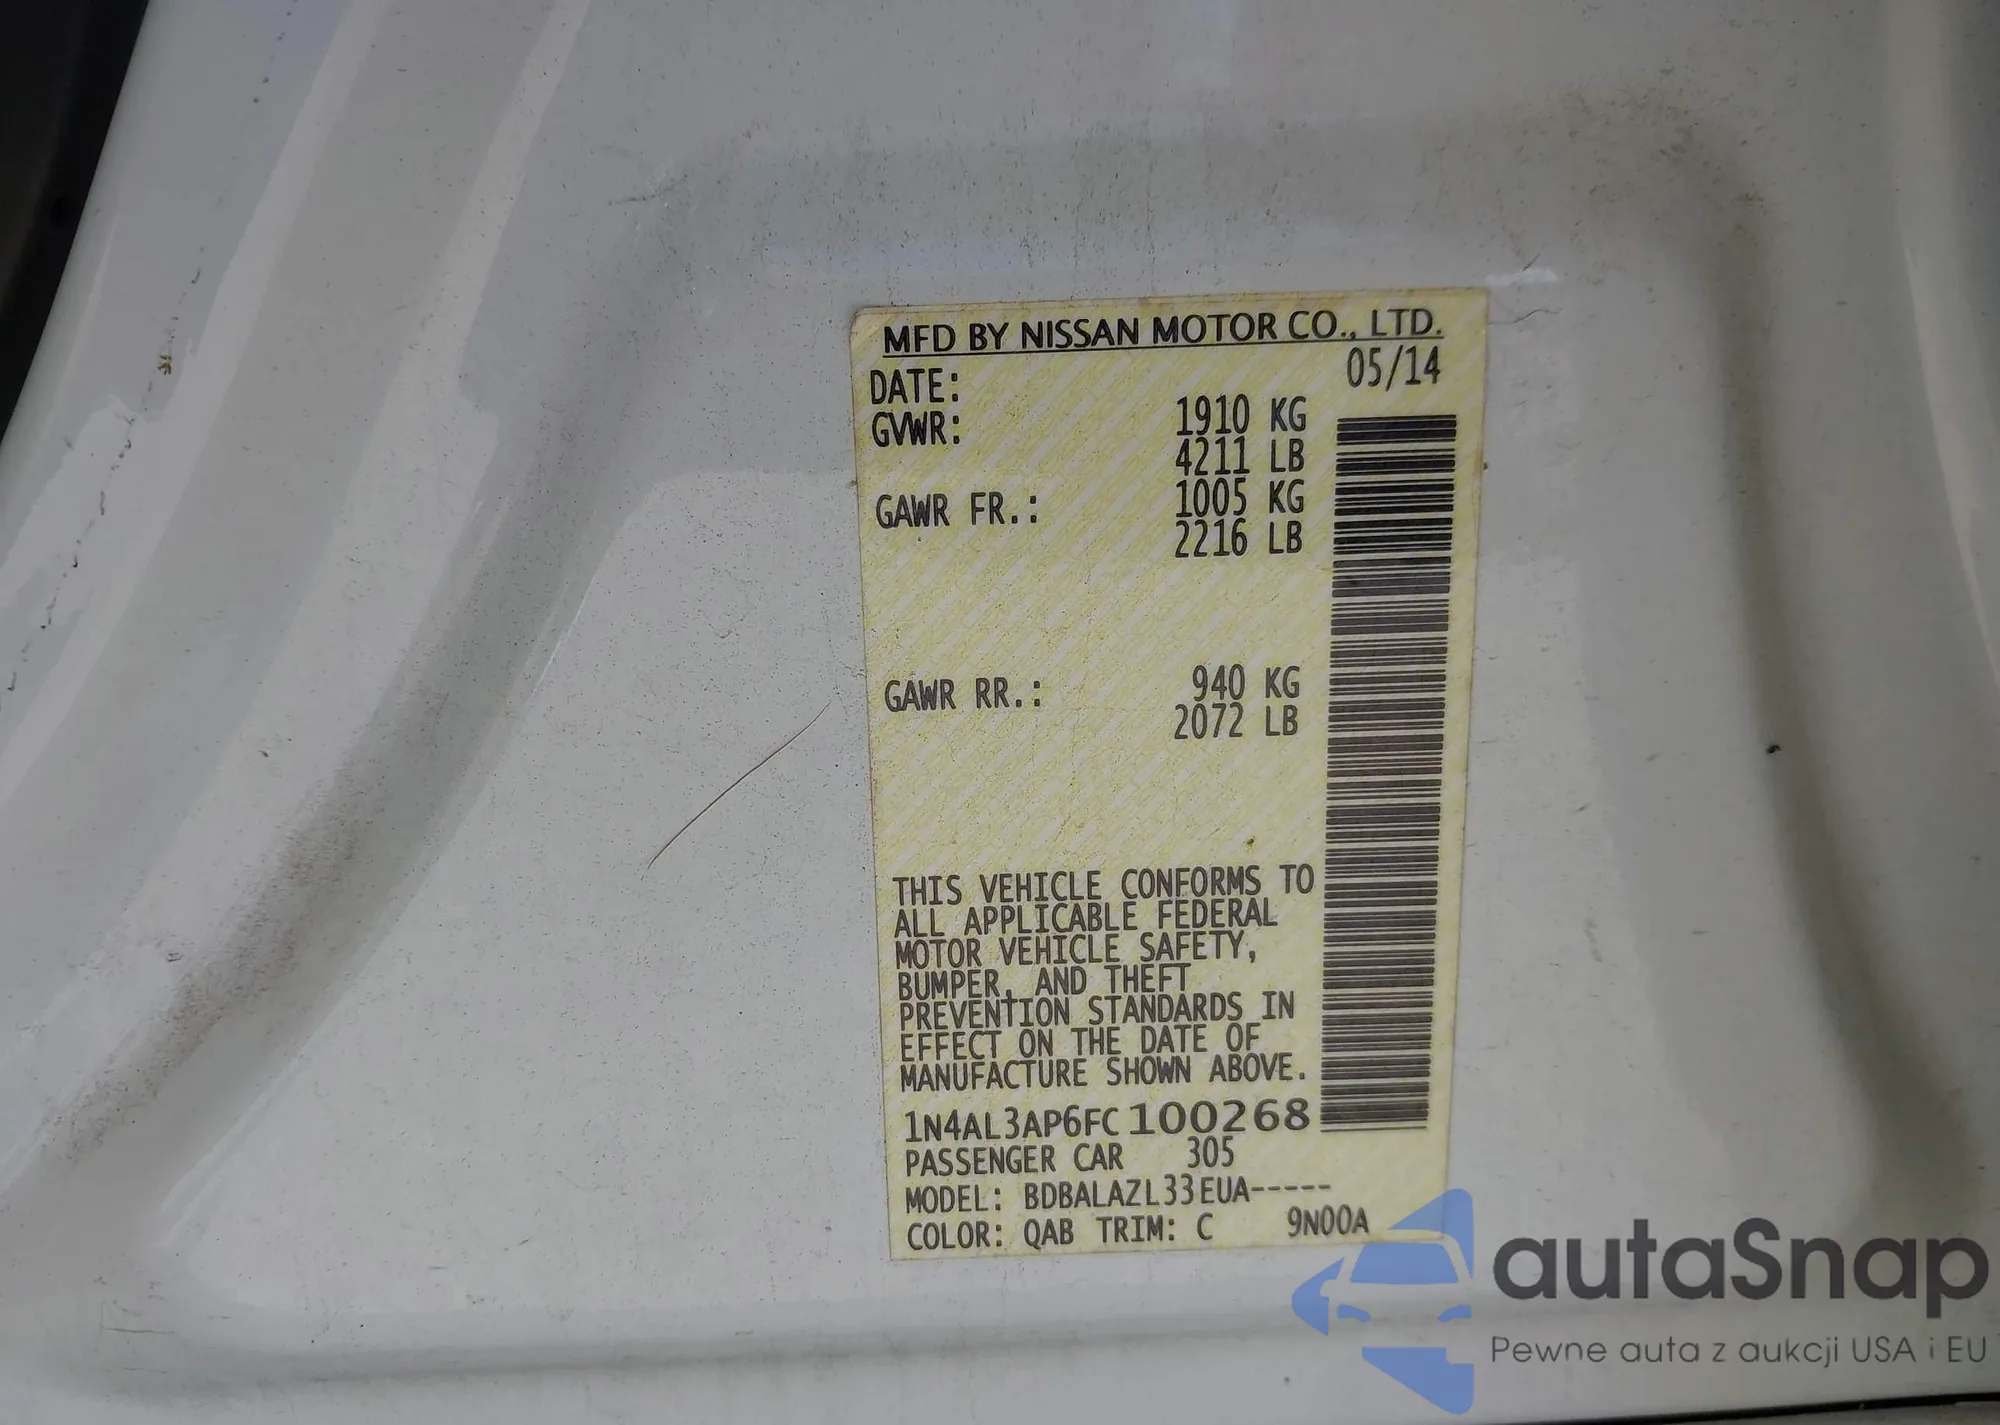 MFD BY NISSAN MOTOR CO., LTD.
DATE: 05/14
GVWR: 1910 KG
4211 LB
GAWR FR.: 1005 KG
2216 LB
GAWR RR.: 940 KG
2072 LB
THIS VEHICLE CONFORMS TO
ALL APPLICABLE FEDERAL
MOTOR VEHICLE SAFETY,
BUMPER, AND THEFT
PREVENTION STANDARDS IN
EFFECT ON THE DATE OF
MANUFACTURE SHOWN ABOVE.
1N4AL3AP6FC100268
PASSENGER CAR 305
MODEL: BDBALAZL33EUA-----
COLOR: QAB TRIM: C 9N00A
autaSnap
Pewne auta z aukcji USA i EU